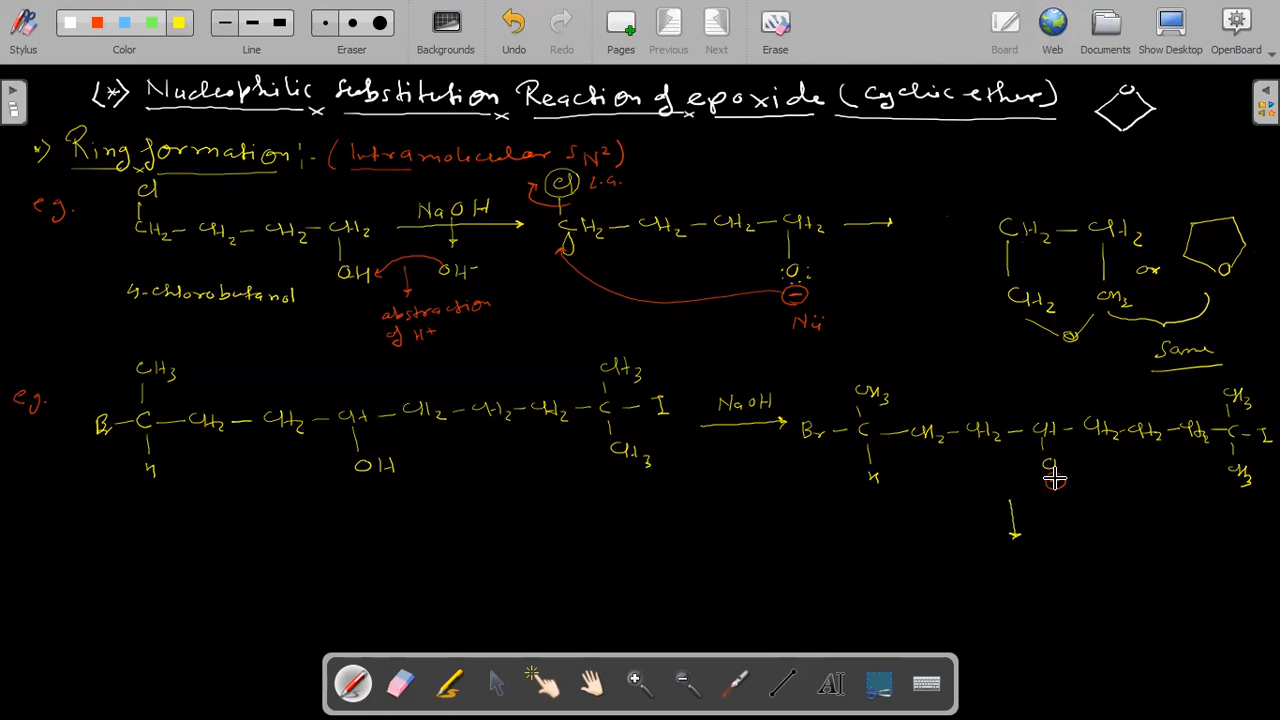 Stylus Color Line Eraser Backgrounds Undo Redo Pages Previous Next Erase Board Web Documents Show Desktop OpenBoard
(*) Nucleophilic substitution Reaction of epoxide (cyclic ether) O
*) Ring formation:- (Intramolecular SN²)
Cl Cl L.G.
e.g. CH₂ — CH₂ — CH₂ — CH₂ NaOH CH₂ — CH₂ — CH₂ — CH₂ CH₂ — CH₂
OH OH⁻ :O: or O
4-chlorobutanol − CH₂ CH₂
abstraction Nü O
of H⁺ Same
CH₃ CH₃ CH₃ CH₃
e.g. Br — C — CH₂ — CH₂ — CH — CH₂ — CH₂ — CH₂ — C — I NaOH Br — C — CH₂ — CH₂ — CH — CH₂ — CH₂ — CH₂ — C — I
H OH CH₃ H O CH₃